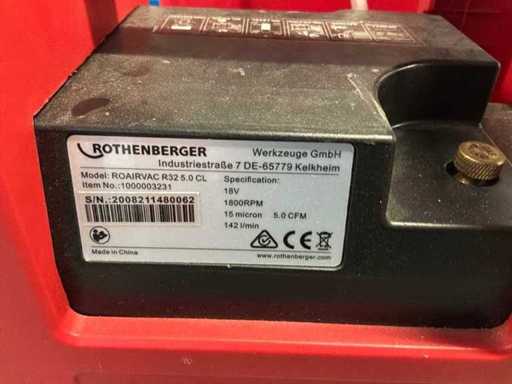 ROTHENBERGER
Werkzeuge GmbH
Industriestraße 7 DE-65779 Kelkheim
Model: ROAIRVAC R32 5.0 CL
Item No.:1000003231
S/N.:2008211480062
Made in China
Specification:
18V
1800RPM
15 micron 5.0 CFM
142 l/min
CE
www.rothenberger.com